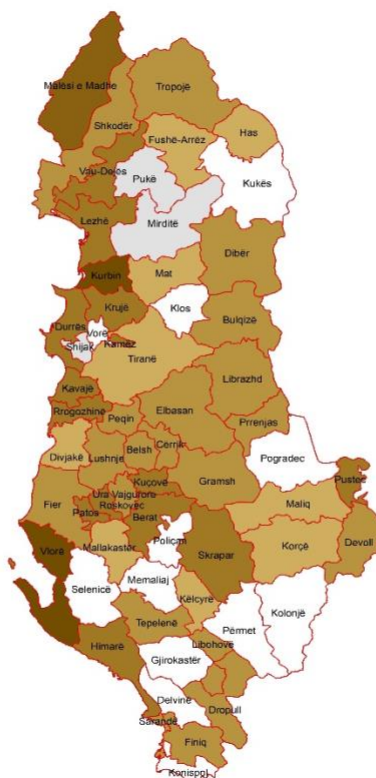 Malësi e Madhe
Tropojë
Shkodër
Has
Fushë-Arrëz
Vau-Dejës
Pukë
Kukës
Lezhë
Mirditë
Dibër
Kurbin
Mat
Krujë
Klos
Bulqizë
Durrës
Vorë
Kamëz
Shijak
Tiranë
Librazhd
Kavajë
Rrogozhinë
Peqin
Elbasan
Prrenjas
Divjakë
Lushnje
Belsh
Cërrik
Pogradec
Gramsh
Pustec
Kuçovë
Ura Vajgurore
Roskovec
Maliq
Fier
Patos
Berat
Poliçan
Skrapar
Korçë
Devoll
Vlorë
Mallakastër
Selenicë
Memaliaj
Këlcyre
Kolonjë
Tepelenë
Përmet
Himarë
Libohovë
Gjirokastër
Delvinë
Dropull
Sarandë
Finiq
Konispol